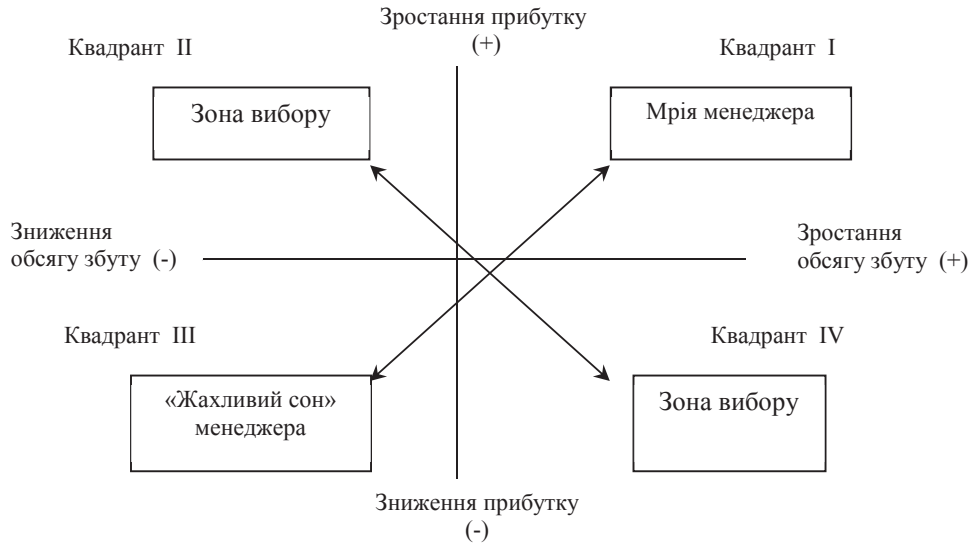 Зростання прибутку
(+)
Квадрант II
Квадрант I
Зона вибору
Мрія менеджера
Зниження
обсягу збуту (-)
Зростання
обсягу збуту (+)
Квадрант III
Квадрант IV
«Жахливий сон»
менеджера
Зона вибору
Зниження прибутку
(-)